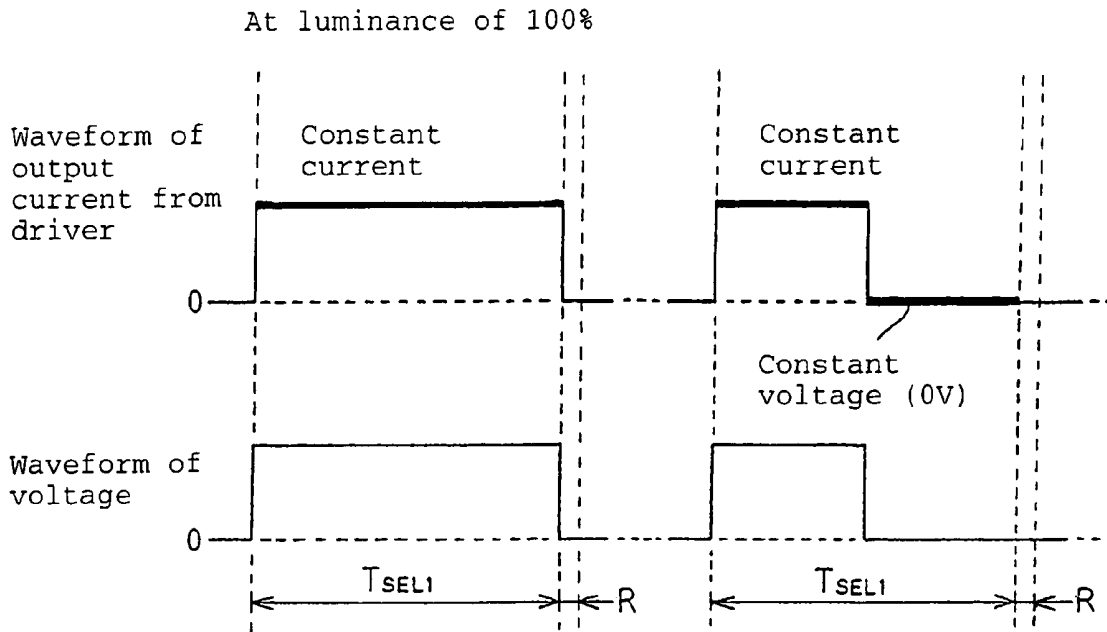 At luminance of 100%
Waveform of
output
current from
driver
Constant
current
Constant
current
0
Constant
voltage (0V)
Waveform of
voltage
0
TSEL1
R
TSEL1
R